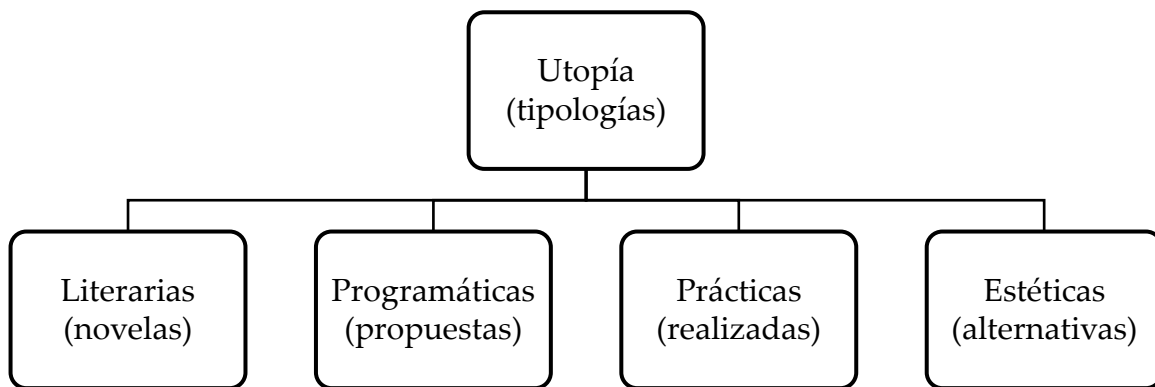 Utopía
(tipologías)
Literarias
(novelas)
Programáticas
(propuestas)
Prácticas
(realizadas)
Estéticas
(alternativas)